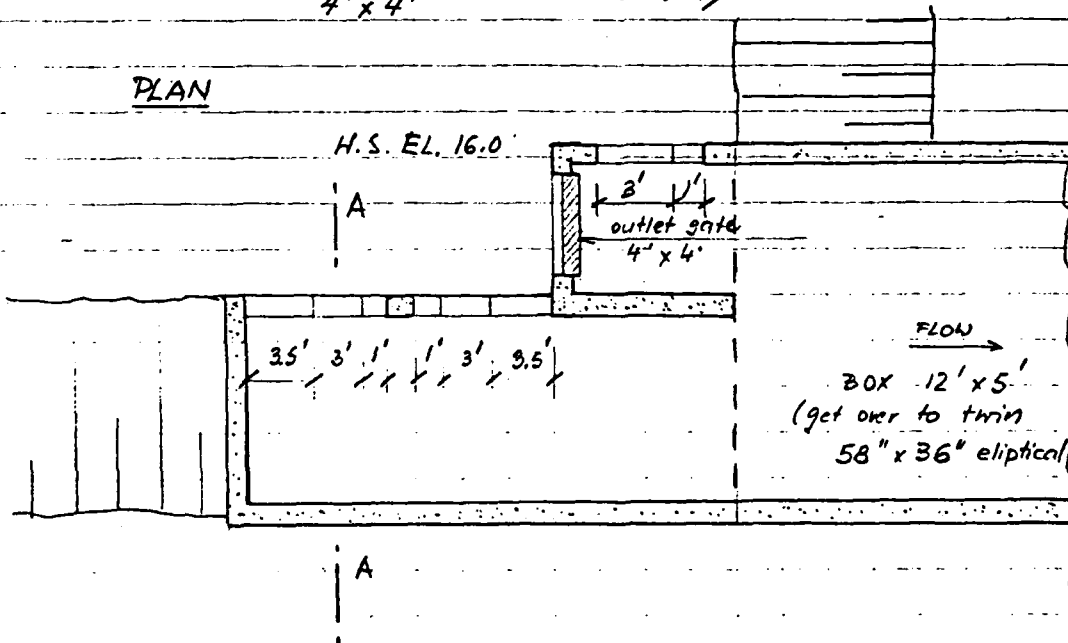 4' x 4'
PLAN
H.S. EL. 16.0
A
3' 1'
outlet gate
4' x 4'
3.5' 3' 1' 1' 3' 3.5'
FLOW
BOX 12' x 5'
(get over to twin
58" x 36" eliptical
A